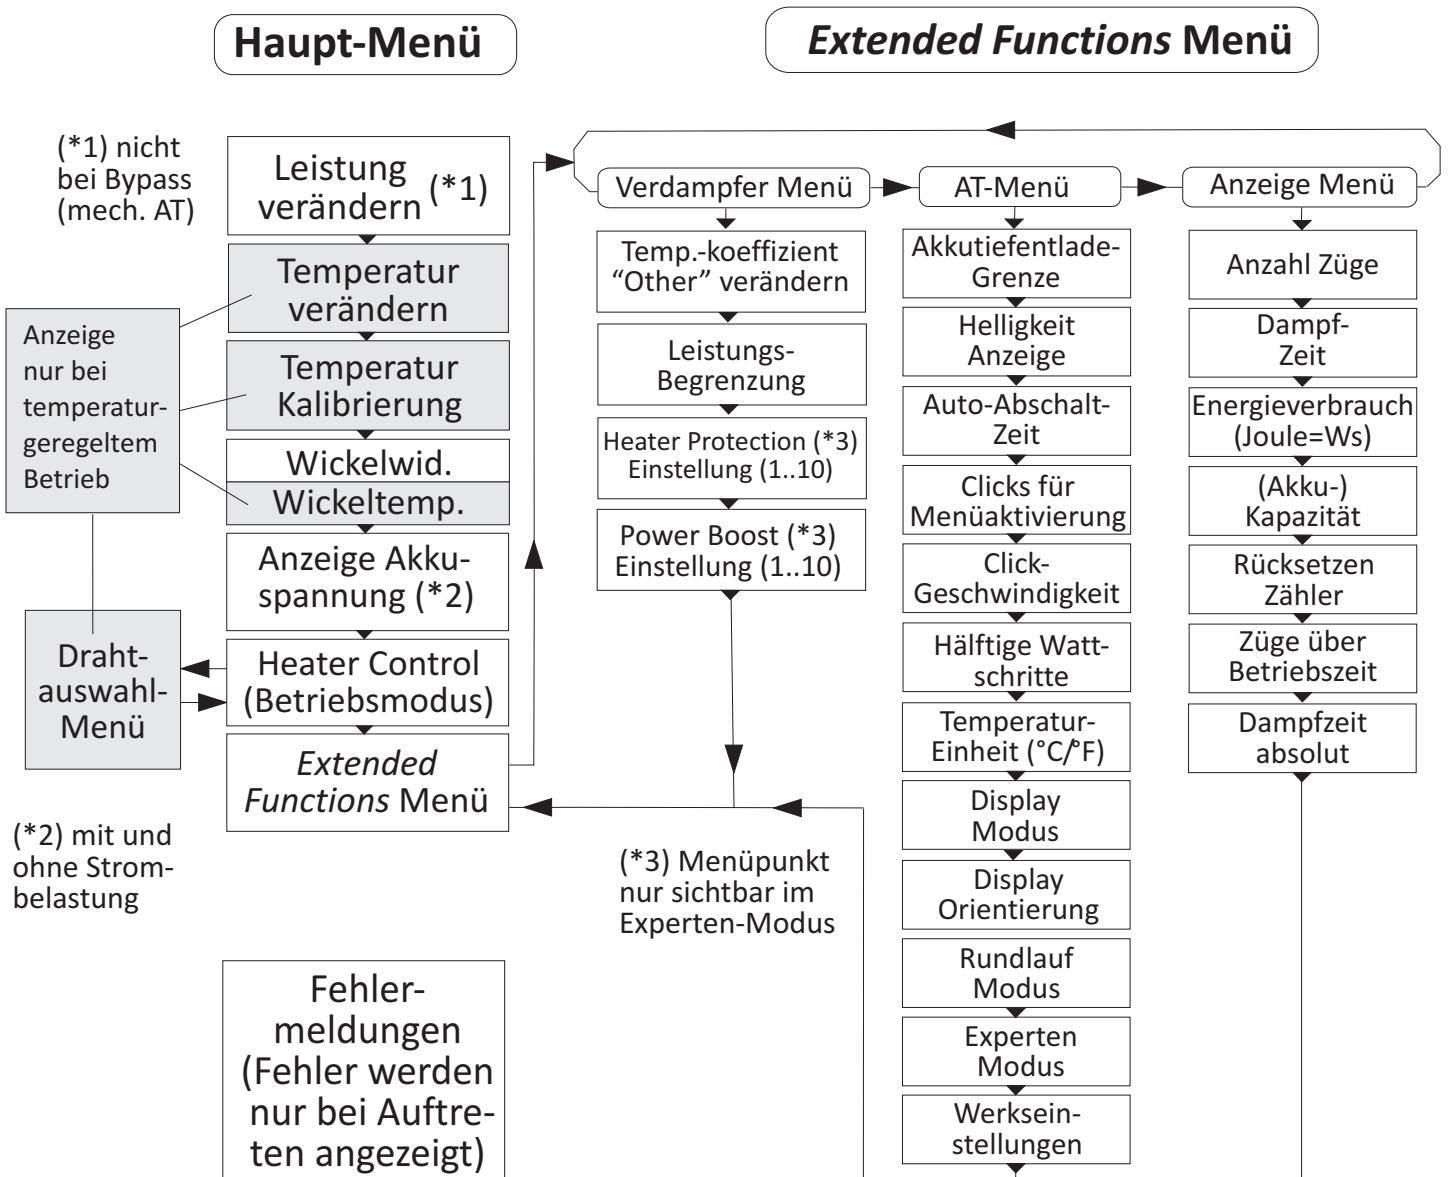 Haupt-Menü
Extended Functions Menü
(*1) nicht
bei Bypass
(mech. AT)
Leistung
verändern (*1)
Temperatur
verändern
Temperatur
Kalibrierung
Wickelwid.
Wickeltemp.
Anzeige Akku-
spannung (*2)
Heater Control
(Betriebsmodus)
Extended
Functions Menü
Anzeige
nur bei
temperatur-
geregeltem
Betrieb
Draht-
auswahl-
Menü
(*2) mit und
ohne Strom-
belastung
Fehler-
meldungen
(Fehler werden
nur bei Auftre-
ten angezeigt)
Verdampfer Menü
Temp.-koeffizient
“Other” verändern
Leistungs-
Begrenzung
Heater Protection (*3)
Einstellung (1..10)
Power Boost (*3)
Einstellung (1..10)
(*3) Menüpunkt
nur sichtbar im
Experten-Modus
AT-Menü
Akkutiefentlade-
Grenze
Helligkeit
Anzeige
Auto-Abschalt-
Zeit
Clicks für
Menüaktivierung
Click-
Geschwindigkeit
Hälftige Watt-
schritte
Temperatur-
Einheit (°C/°F)
Display
Modus
Display
Orientierung
Rundlauf
Modus
Experten
Modus
Werksein-
stellungen
Anzeige Menü
Anzahl Züge
Dampf-
Zeit
Energieverbrauch
(Joule=Ws)
(Akku-)
Kapazität
Rücksetzen
Zähler
Züge über
Betriebszeit
Dampfzeit
absolut